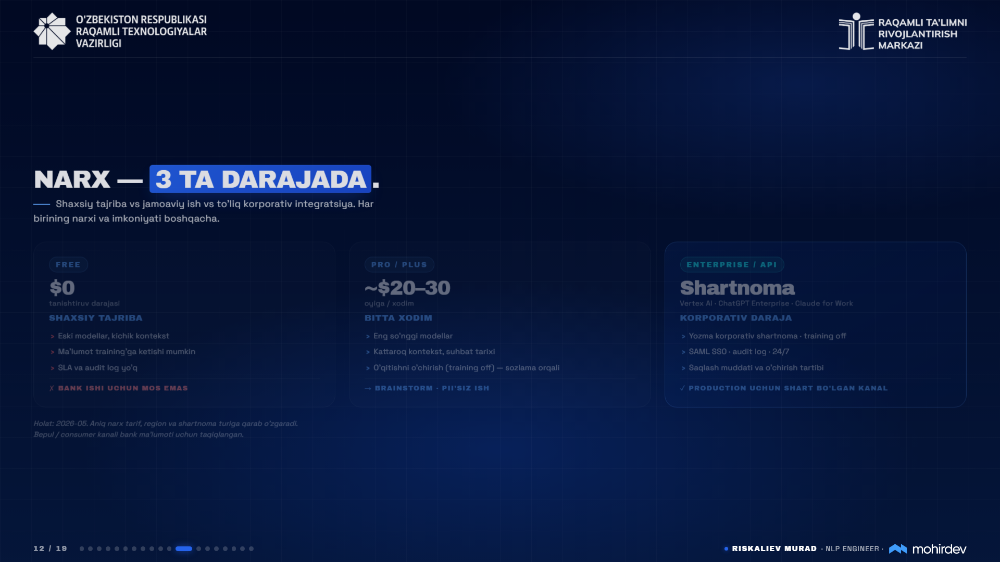 O'ZBEKISTON RESPUBLIKASI
RAQAMLI TEXNOLOGIYALAR
VAZIRLIGI
RAQAMLI TA'LIMNI
RIVOJLANTIRISH
MARKAZI
NARX — 3 TA DARAJADA.
— Shaxsiy tajriba vs jamoaviy ish vs to'liq korporativ integratsiya. Har
birining narxi va imkoniyati boshqacha.
FREE
$0
tanishtiruv darajasi
SHAXSIY TAJRIBA
> Eski modellar, kichik kontekst
> Ma'lumot training'ga ketishi mumkin
> SLA va audit log yo'q
✗ BANK ISHI UCHUN MOS EMAS
PRO / PLUS
~$20–30
oyiga / xodim
BITTA XODIM
> Eng so'nggi modellar
> Kattaroq kontekst, suhbat tarixi
> O'qitishni o'chirish (training off) — sozlama orqali
→ BRAINSTORM · PII'SIZ ISH
ENTERPRISE / API
Shartnoma
Vertex AI · ChatGPT Enterprise · Claude for Work
KORPORATIV DARAJA
> Yozma korporativ shartnoma · training off
> SAML SSO · audit log · 24/7
> Saqlash muddati va o'chirish tartibi
✓ PRODUCTION UCHUN SHART BO'LGAN KANAL
Holat: 2026-05. Aniq narx tarif, region va shartnoma turiga qarab o'zgaradi.
Bepul / consumer kanali bank ma'lumoti uchun taqiqlangan.
12 / 19
RISKALIEV MURAD · NLP ENGINEER · mohirdev